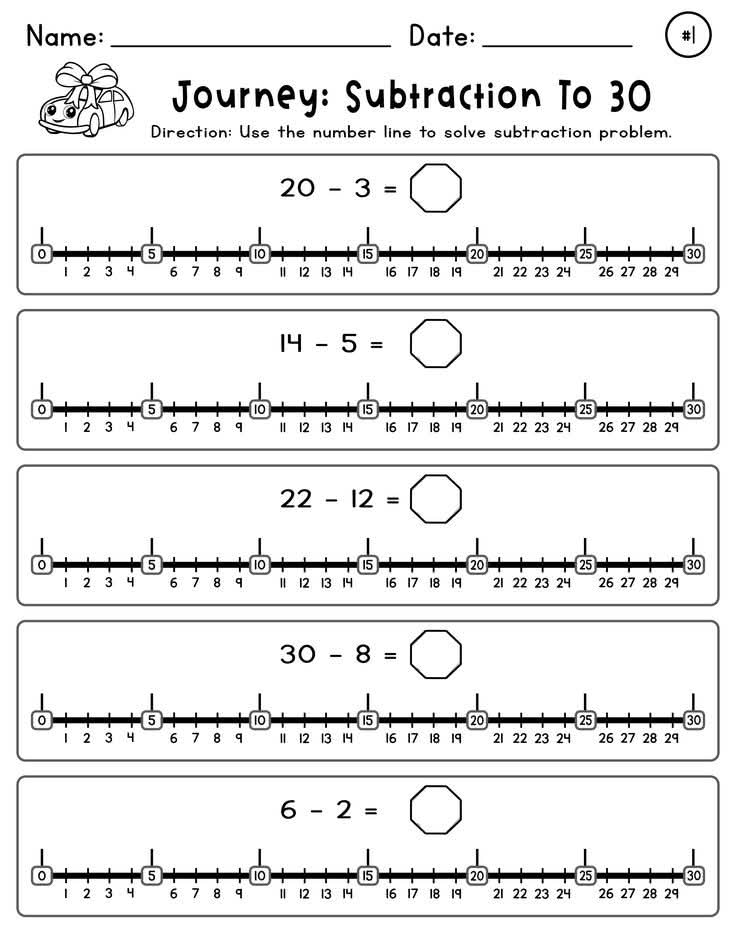 Name: ____________________ Date: ____________ #1
Journey: Subtraction To 30
Direction: Use the number line to solve subtraction problem.
20 - 3 =
0 5 10 15 20 25 30
1 2 3 4 6 7 8 9 11 12 13 14 16 17 18 19 21 22 23 24 26 27 28 29
14 - 5 =
0 5 10 15 20 25 30
1 2 3 4 6 7 8 9 11 12 13 14 16 17 18 19 21 22 23 24 26 27 28 29
22 - 12 =
0 5 10 15 20 25 30
1 2 3 4 6 7 8 9 11 12 13 14 16 17 18 19 21 22 23 24 26 27 28 29
30 - 8 =
0 5 10 15 20 25 30
1 2 3 4 6 7 8 9 11 12 13 14 16 17 18 19 21 22 23 24 26 27 28 29
6 - 2 =
0 5 10 15 20 25 30
1 2 3 4 6 7 8 9 11 12 13 14 16 17 18 19 21 22 23 24 26 27 28 29